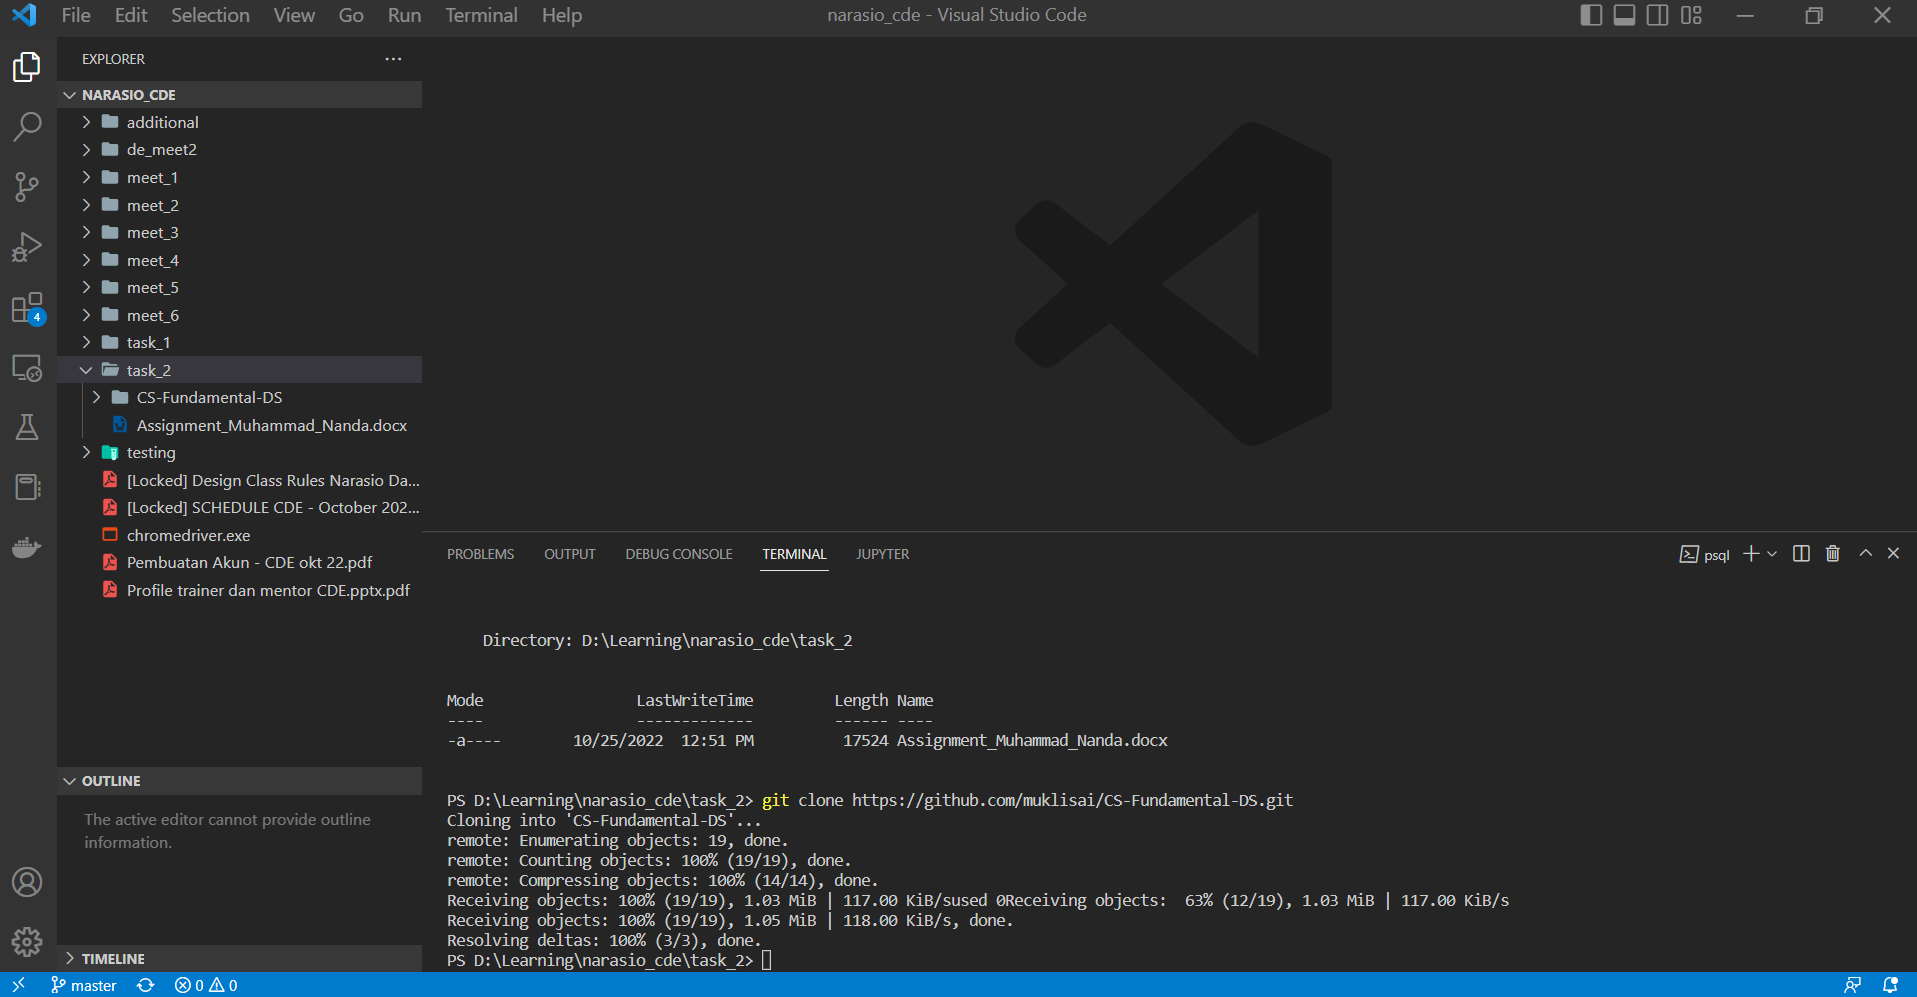 File Edit Selection View Go Run Terminal Help narasio_cde - Visual Studio Code
EXPLORER ...
NARASIO_CDE
additional
de_meet2
meet_1
meet_2
meet_3
meet_4
meet_5
meet_6
task_1
task_2
CS-Fundamental-DS
Assignment_Muhammad_Nanda.docx
testing
[Locked] Design Class Rules Narasio Da...
[Locked] SCHEDULE CDE - October 202...
chromedriver.exe
Pembuatan Akun - CDE okt 22.pdf
Profile trainer dan mentor CDE.pptx.pdf
4
OUTLINE
The active editor cannot provide outline
information.
TIMELINE
PROBLEMS OUTPUT DEBUG CONSOLE TERMINAL JUPYTER psql
Directory: D:\Learning\narasio_cde\task_2
Mode LastWriteTime Length Name
---- ------------- ------ ----
-a---- 10/25/2022 12:51 PM 17524 Assignment_Muhammad_Nanda.docx
PS D:\Learning\narasio_cde\task_2> git clone https://github.com/muklisai/CS-Fundamental-DS.git
Cloning into 'CS-Fundamental-DS'...
remote: Enumerating objects: 19, done.
remote: Counting objects: 100% (19/19), done.
remote: Compressing objects: 100% (14/14), done.
Receiving objects: 100% (19/19), 1.03 MiB | 117.00 KiB/sused 0Receiving objects:  63% (12/19), 1.03 MiB | 117.00 KiB/s
Receiving objects: 100% (19/19), 1.05 MiB | 118.00 KiB/s, done.
Resolving deltas: 100% (3/3), done.
PS D:\Learning\narasio_cde\task_2>
master 0 0